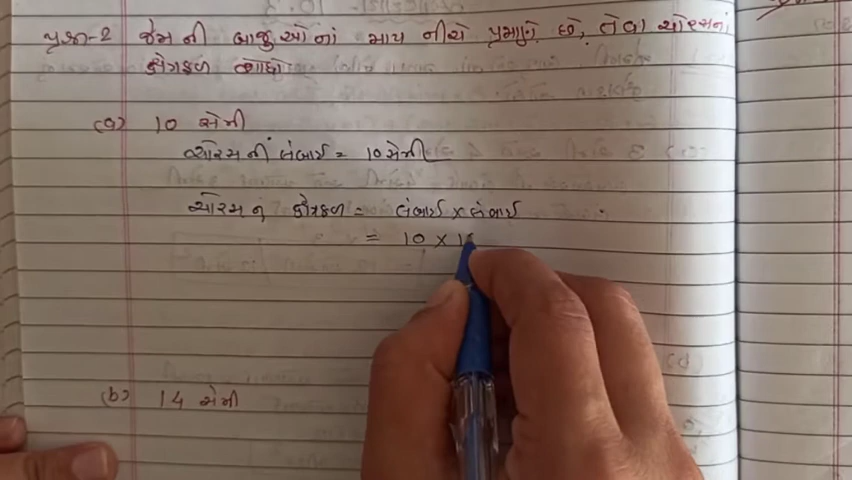 પ્રશ્ન-2 જેમની બાજુઓનાં માપ નીચે પ્રમાણે છે, તેવા ચોરસનાં
ક્ષેત્રફળ શોધો
(a) 10 સેમી
ચોરસની લંબાઈ = 10 સેમી
ચોરસનું ક્ષેત્રફળ = લંબાઈ × લંબાઈ
= 10 × 1
(b) 14 સેમી